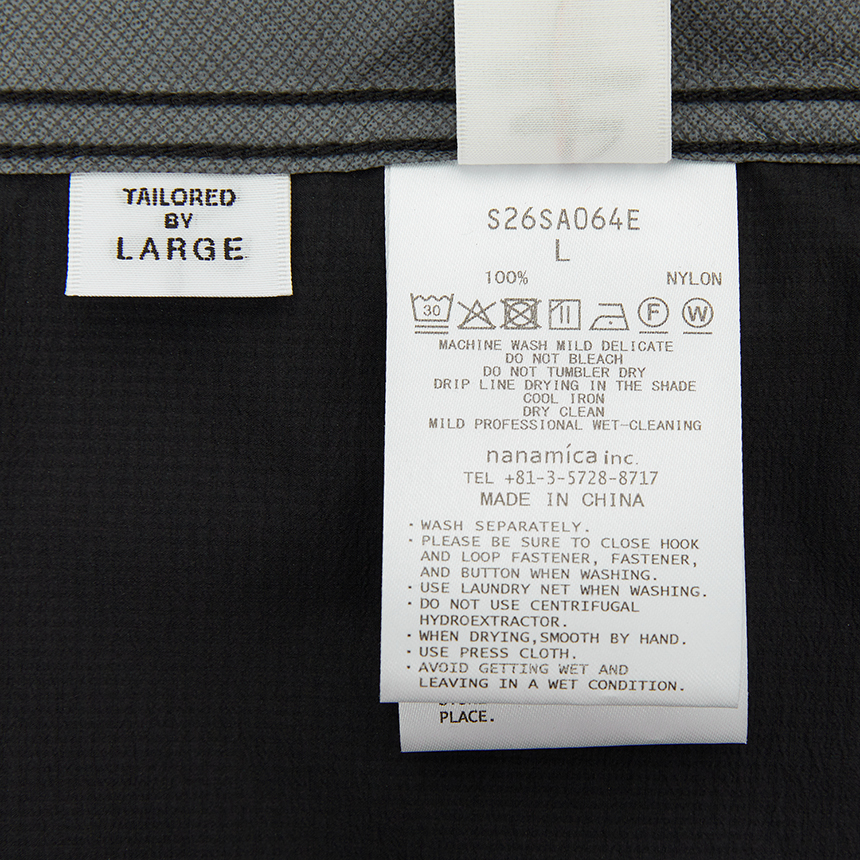 TAILORED
BY
LARGE
S26SA064E
L
100% NYLON
30
F W
MACHINE WASH MILD DELICATE
DO NOT BLEACH
DO NOT TUMBLER DRY
DRIP LINE DRYING IN THE SHADE
COOL IRON
DRY CLEAN
MILD PROFESSIONAL WET-CLEANING
nanamica inc.
TEL +81-3-5728-8717
MADE IN CHINA
・WASH SEPARATELY.
・PLEASE BE SURE TO CLOSE HOOK
AND LOOP FASTENER, FASTENER,
AND BUTTON WHEN WASHING.
・USE LAUNDRY NET WHEN WASHING.
・DO NOT USE CENTRIFUGAL
HYDROEXTRACTOR.
・WHEN DRYING,SMOOTH BY HAND.
・USE PRESS CLOTH.
・AVOID GETTING WET AND
LEAVING IN A WET CONDITION.
PLACE.